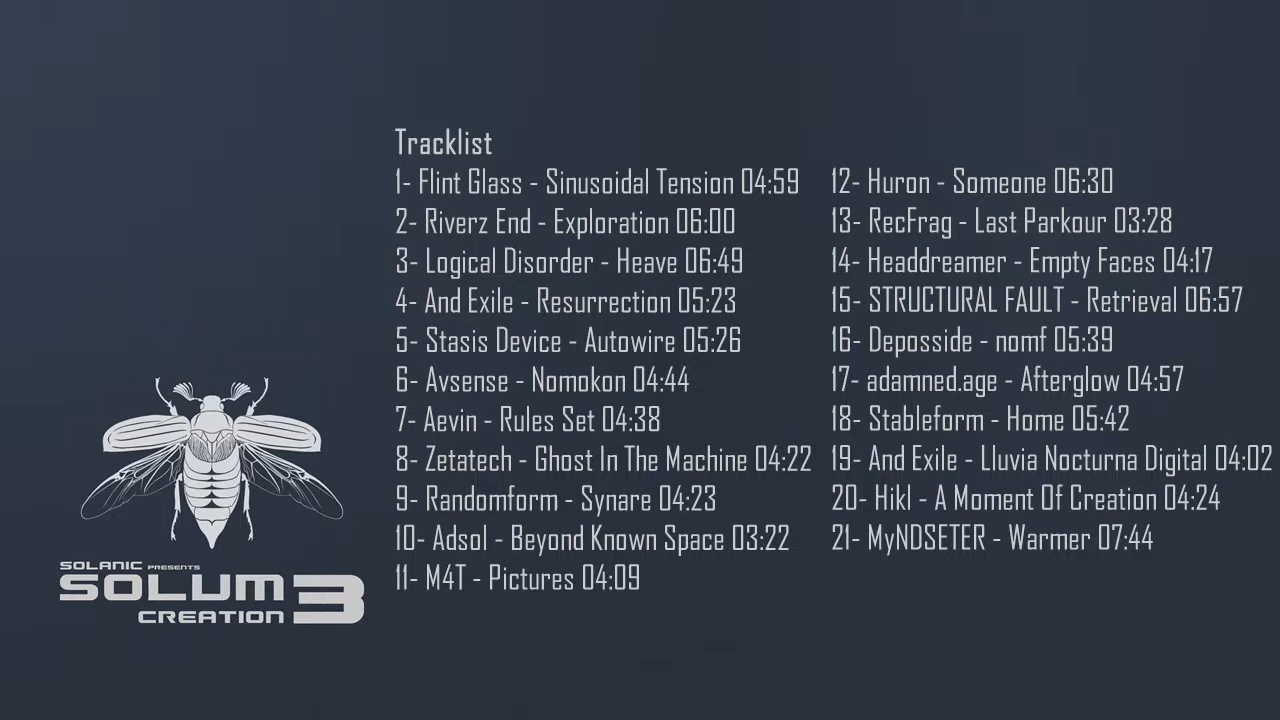 Tracklist
1- Flint Glass - Sinusoidal Tension 04:59
2- Riverz End - Exploration 06:00
3- Logical Disorder - Heave 06:49
4- And Exile - Resurrection 05:23
5- Stasis Device - Autowire 05:26
6- Avsense - Nomokon 04:44
7- Aevin - Rules Set 04:38
8- Zetatech - Ghost In The Machine 04:22
9- Randomform - Synare 04:23
10- Adsol - Beyond Known Space 03:22
11- M4T - Pictures 04:09
12- Huron - Someone 06:30
13- RecFrag - Last Parkour 03:28
14- Headdreamer - Empty Faces 04:17
15- STRUCTURAL FAULT - Retrieval 06:57
16- Deposside - nomf 05:39
17- adamned.age - Afterglow 04:57
18- Stableform - Home 05:42
19- And Exile - Lluvia Nocturna Digital 04:02
20- Hikl - A Moment Of Creation 04:24
21- MyNDSETER - Warmer 07:44
SOLANIC PRESENTS
SOLUM 3
CREATION